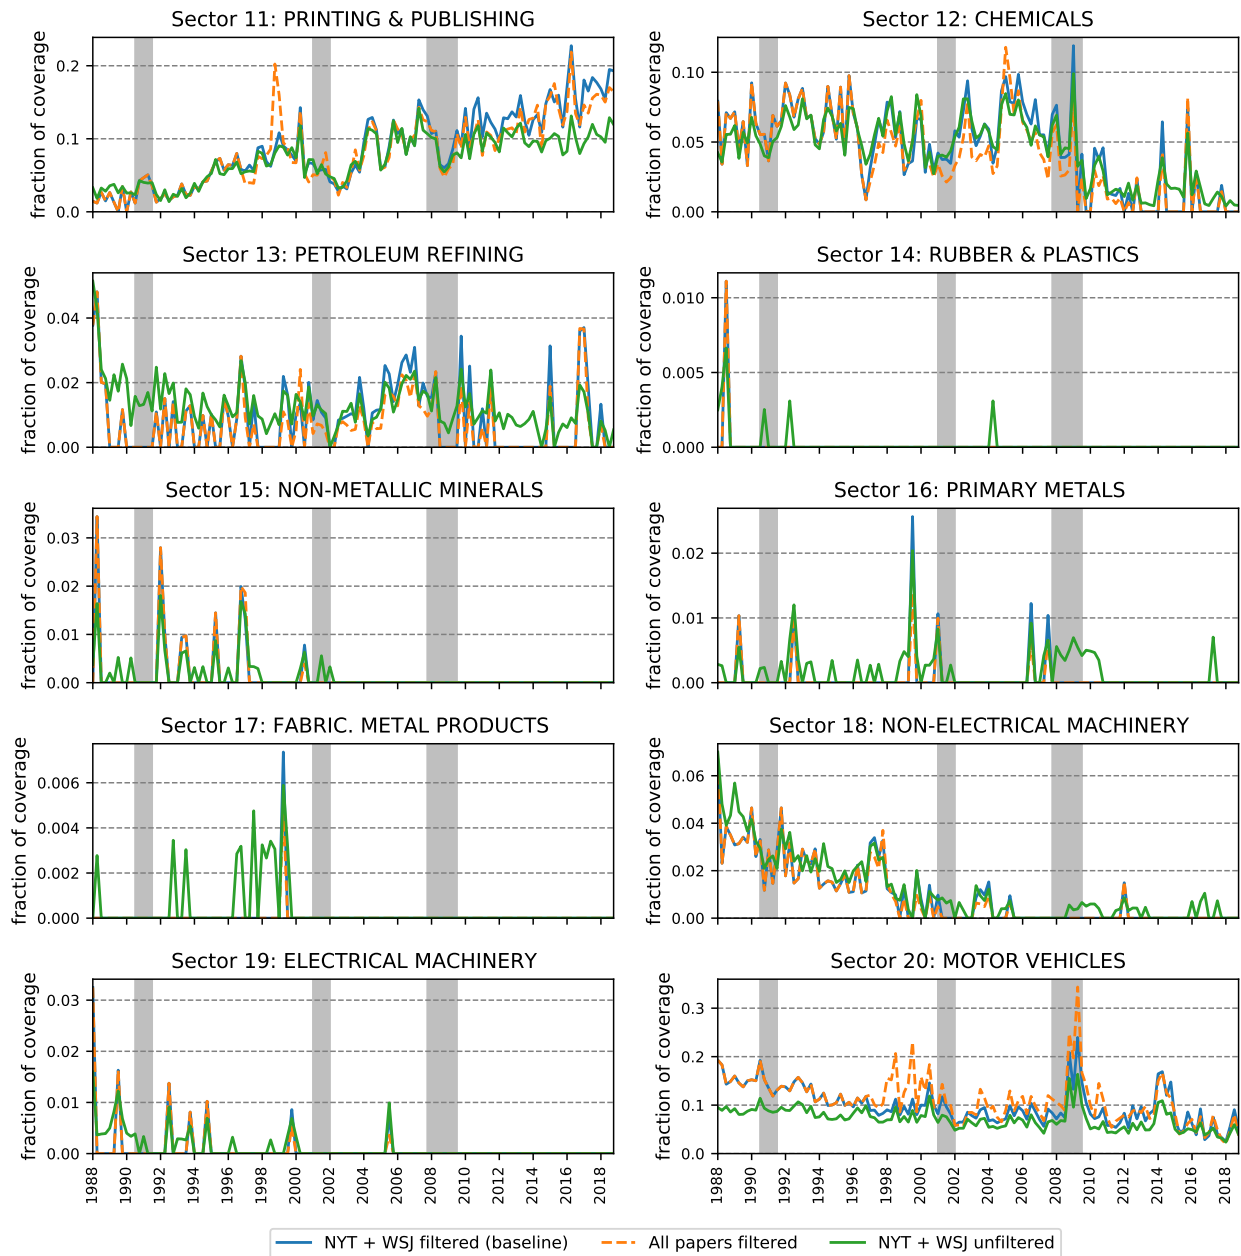 Sector 11: PRINTING & PUBLISHING
fraction of coverage
0.2
0.1
0.0
Sector 12: CHEMICALS
fraction of coverage
0.10
0.05
0.00
Sector 13: PETROLEUM REFINING
fraction of coverage
0.04
0.02
0.00
Sector 14: RUBBER & PLASTICS
fraction of coverage
0.010
0.005
0.000
Sector 15: NON-METALLIC MINERALS
fraction of coverage
0.03
0.02
0.01
0.00
Sector 16: PRIMARY METALS
fraction of coverage
0.02
0.01
0.00
Sector 17: FABRIC. METAL PRODUCTS
fraction of coverage
0.006
0.004
0.002
0.000
Sector 18: NON-ELECTRICAL MACHINERY
fraction of coverage
0.06
0.04
0.02
0.00
Sector 19: ELECTRICAL MACHINERY
fraction of coverage
0.03
0.02
0.01
0.00
1988 1990 1992 1994 1996 1998 2000 2002 2004 2006 2008 2010 2012 2014 2016 2018
Sector 20: MOTOR VEHICLES
fraction of coverage
0.3
0.2
0.1
0.0
1988 1990 1992 1994 1996 1998 2000 2002 2004 2006 2008 2010 2012 2014 2016 2018
NYT + WSJ filtered (baseline) All papers filtered NYT + WSJ unfiltered